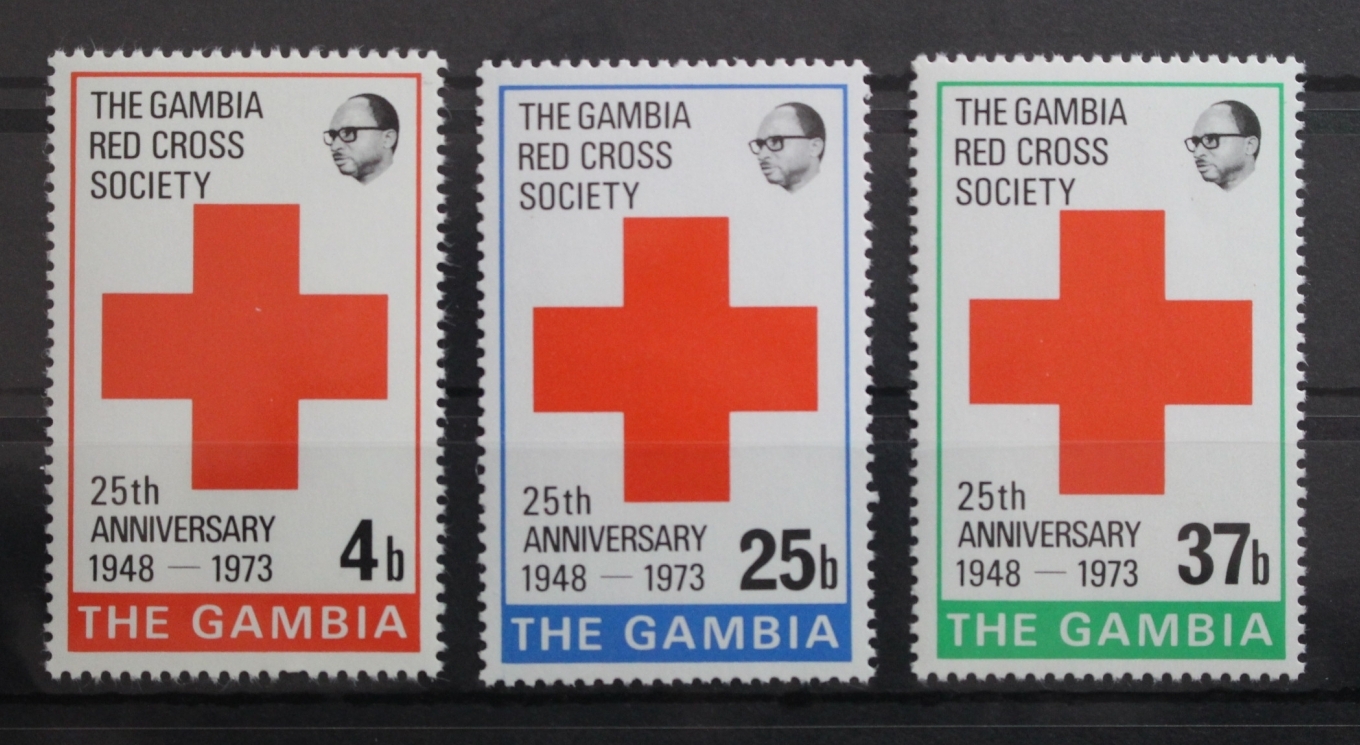 THE GAMBIA
RED CROSS
SOCIETY
25th
ANNIVERSARY
1948 — 1973
4b
THE GAMBIA
THE GAMBIA
RED CROSS
SOCIETY
25th
ANNIVERSARY
1948 — 1973
25b
THE GAMBIA
THE GAMBIA
RED CROSS
SOCIETY
25th
ANNIVERSARY
1948 — 1973
37b
THE GAMBIA